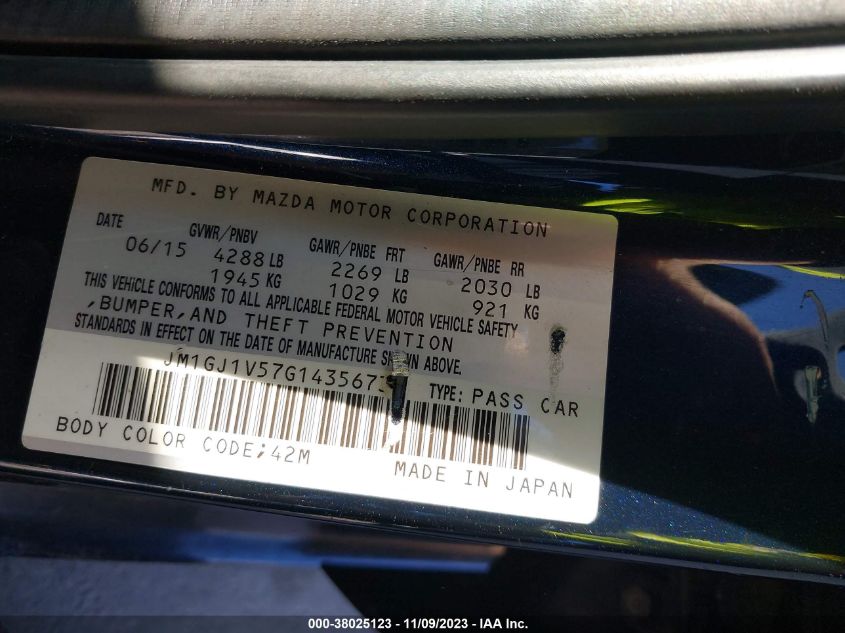 MFD. BY MAZDA MOTOR CORPORATION
DATE GVWR/PNBV GAWR/PNBE FRT GAWR/PNBE RR
06/15 4288 LB 2269 LB 2030 LB
1945 KG 1029 KG 921 KG
THIS VEHICLE CONFORMS TO ALL APPLICABLE FEDERAL MOTOR VEHICLE SAFETY
,BUMPER,AND THEFT PREVENTION
STANDARDS IN EFFECT ON THE DATE OF MANUFACTURE SHOWN ABOVE.
TYPE: PASS CAR
BODY COLOR CODE;42M
MADE IN JAPAN
000-38025123 - 11/09/2023 - IAA Inc.